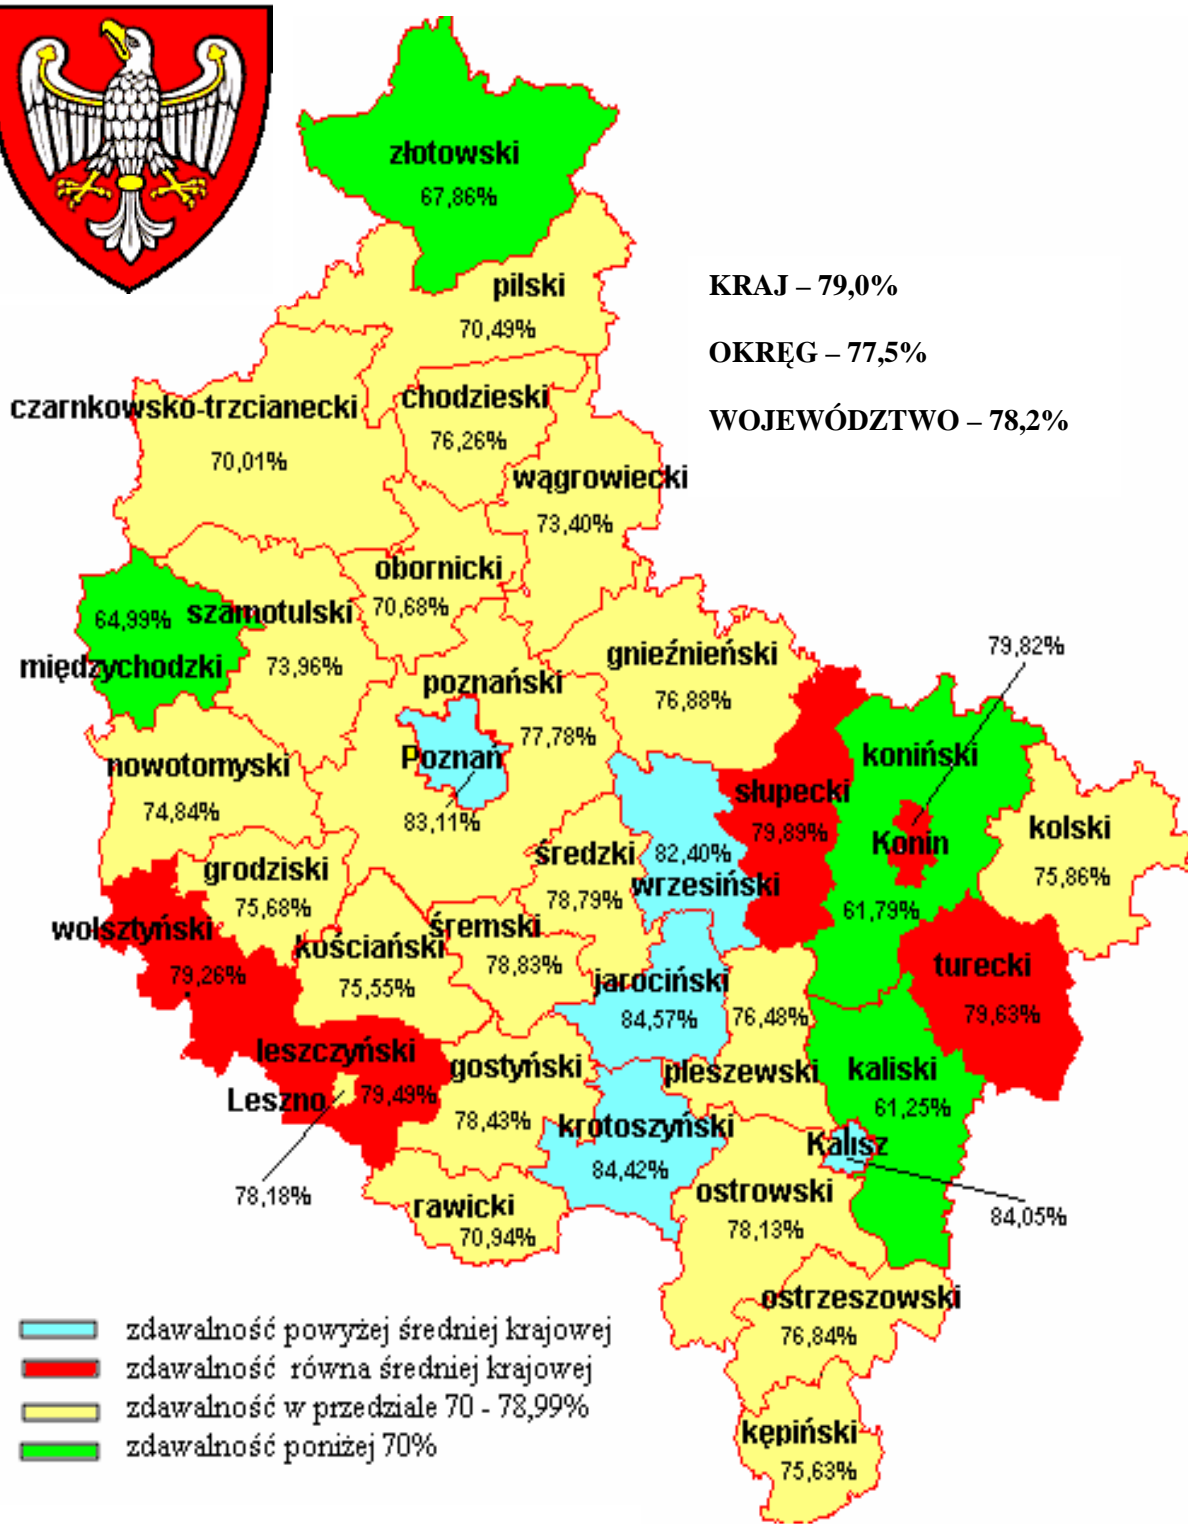 złotowski
67,86%
pilski
70,49%
KRAJ – 79,0%
OKRĘG – 77,5%
WOJEWÓDZTWO – 78,2%
czarnkowsko-trzcianecki
70,01%
chodzieski
76,26%
wągrowiecki
73,40%
obornicki
70,68%
64,99%
międzychodzki
szamotulski
73,96%
gnieźnieński
76,88%
79,82%
poznański
77,78%
Poznań
83,11%
nowotomyski
74,84%
koniński
61,79%
Konin
słupecki
79,89%
kolski
75,86%
średzki
78,79%
82,40%
wrzesiński
grodziski
75,68%
wolsztyński
79,26%
kościański
75,55%
śremski
78,83%
jarociński
84,57%
76,48%
pleszewski
turecki
79,63%
leszczyński
79,49%
Leszno
78,18%
gostyński
78,43%
kaliski
61,25%
krotoszyński
84,42%
Kalisz
84,05%
rawicki
70,94%
ostrowski
78,13%
ostrzeszowski
76,84%
kępiński
75,63%
zdawalność powyżej średniej krajowej
zdawalność równa średniej krajowej
zdawalność w przedziale 70 - 78,99%
zdawalność poniżej 70%